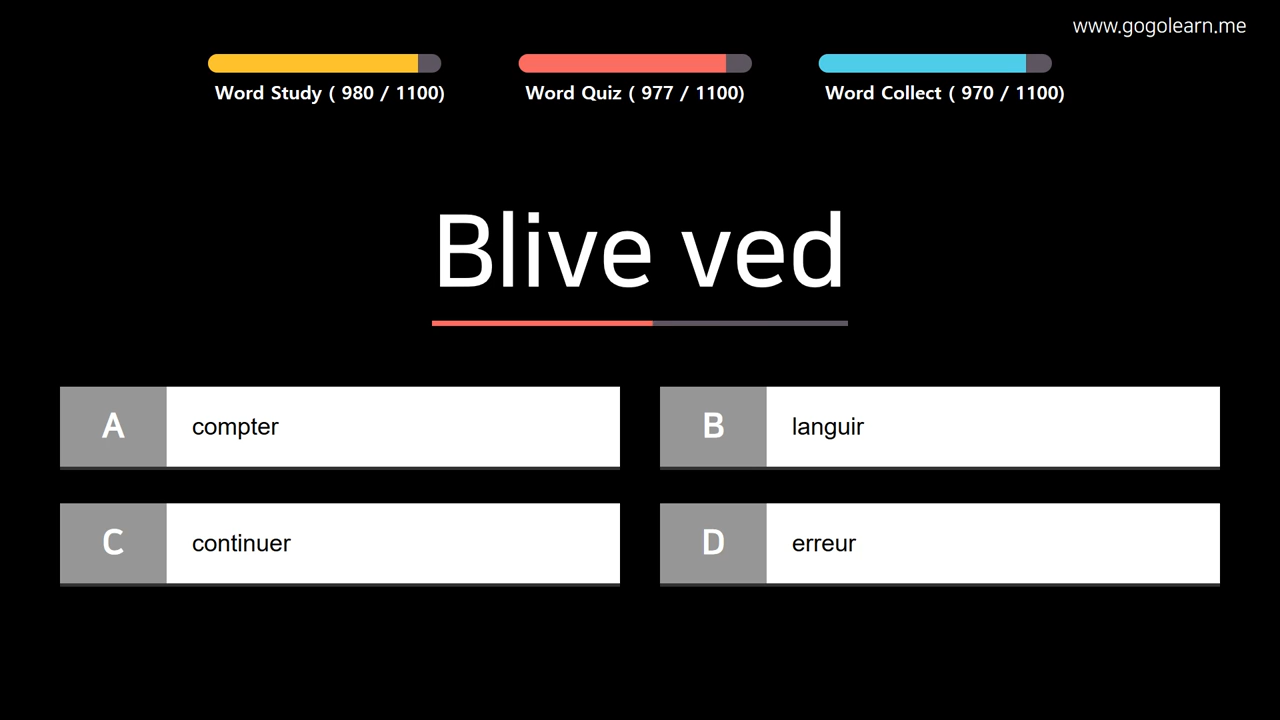 www.gogolearn.me
Word Study ( 980 / 1100)
Word Quiz ( 977 / 1100)
Word Collect ( 970 / 1100)
Blive ved
A compter
B languir
C continuer
D erreur